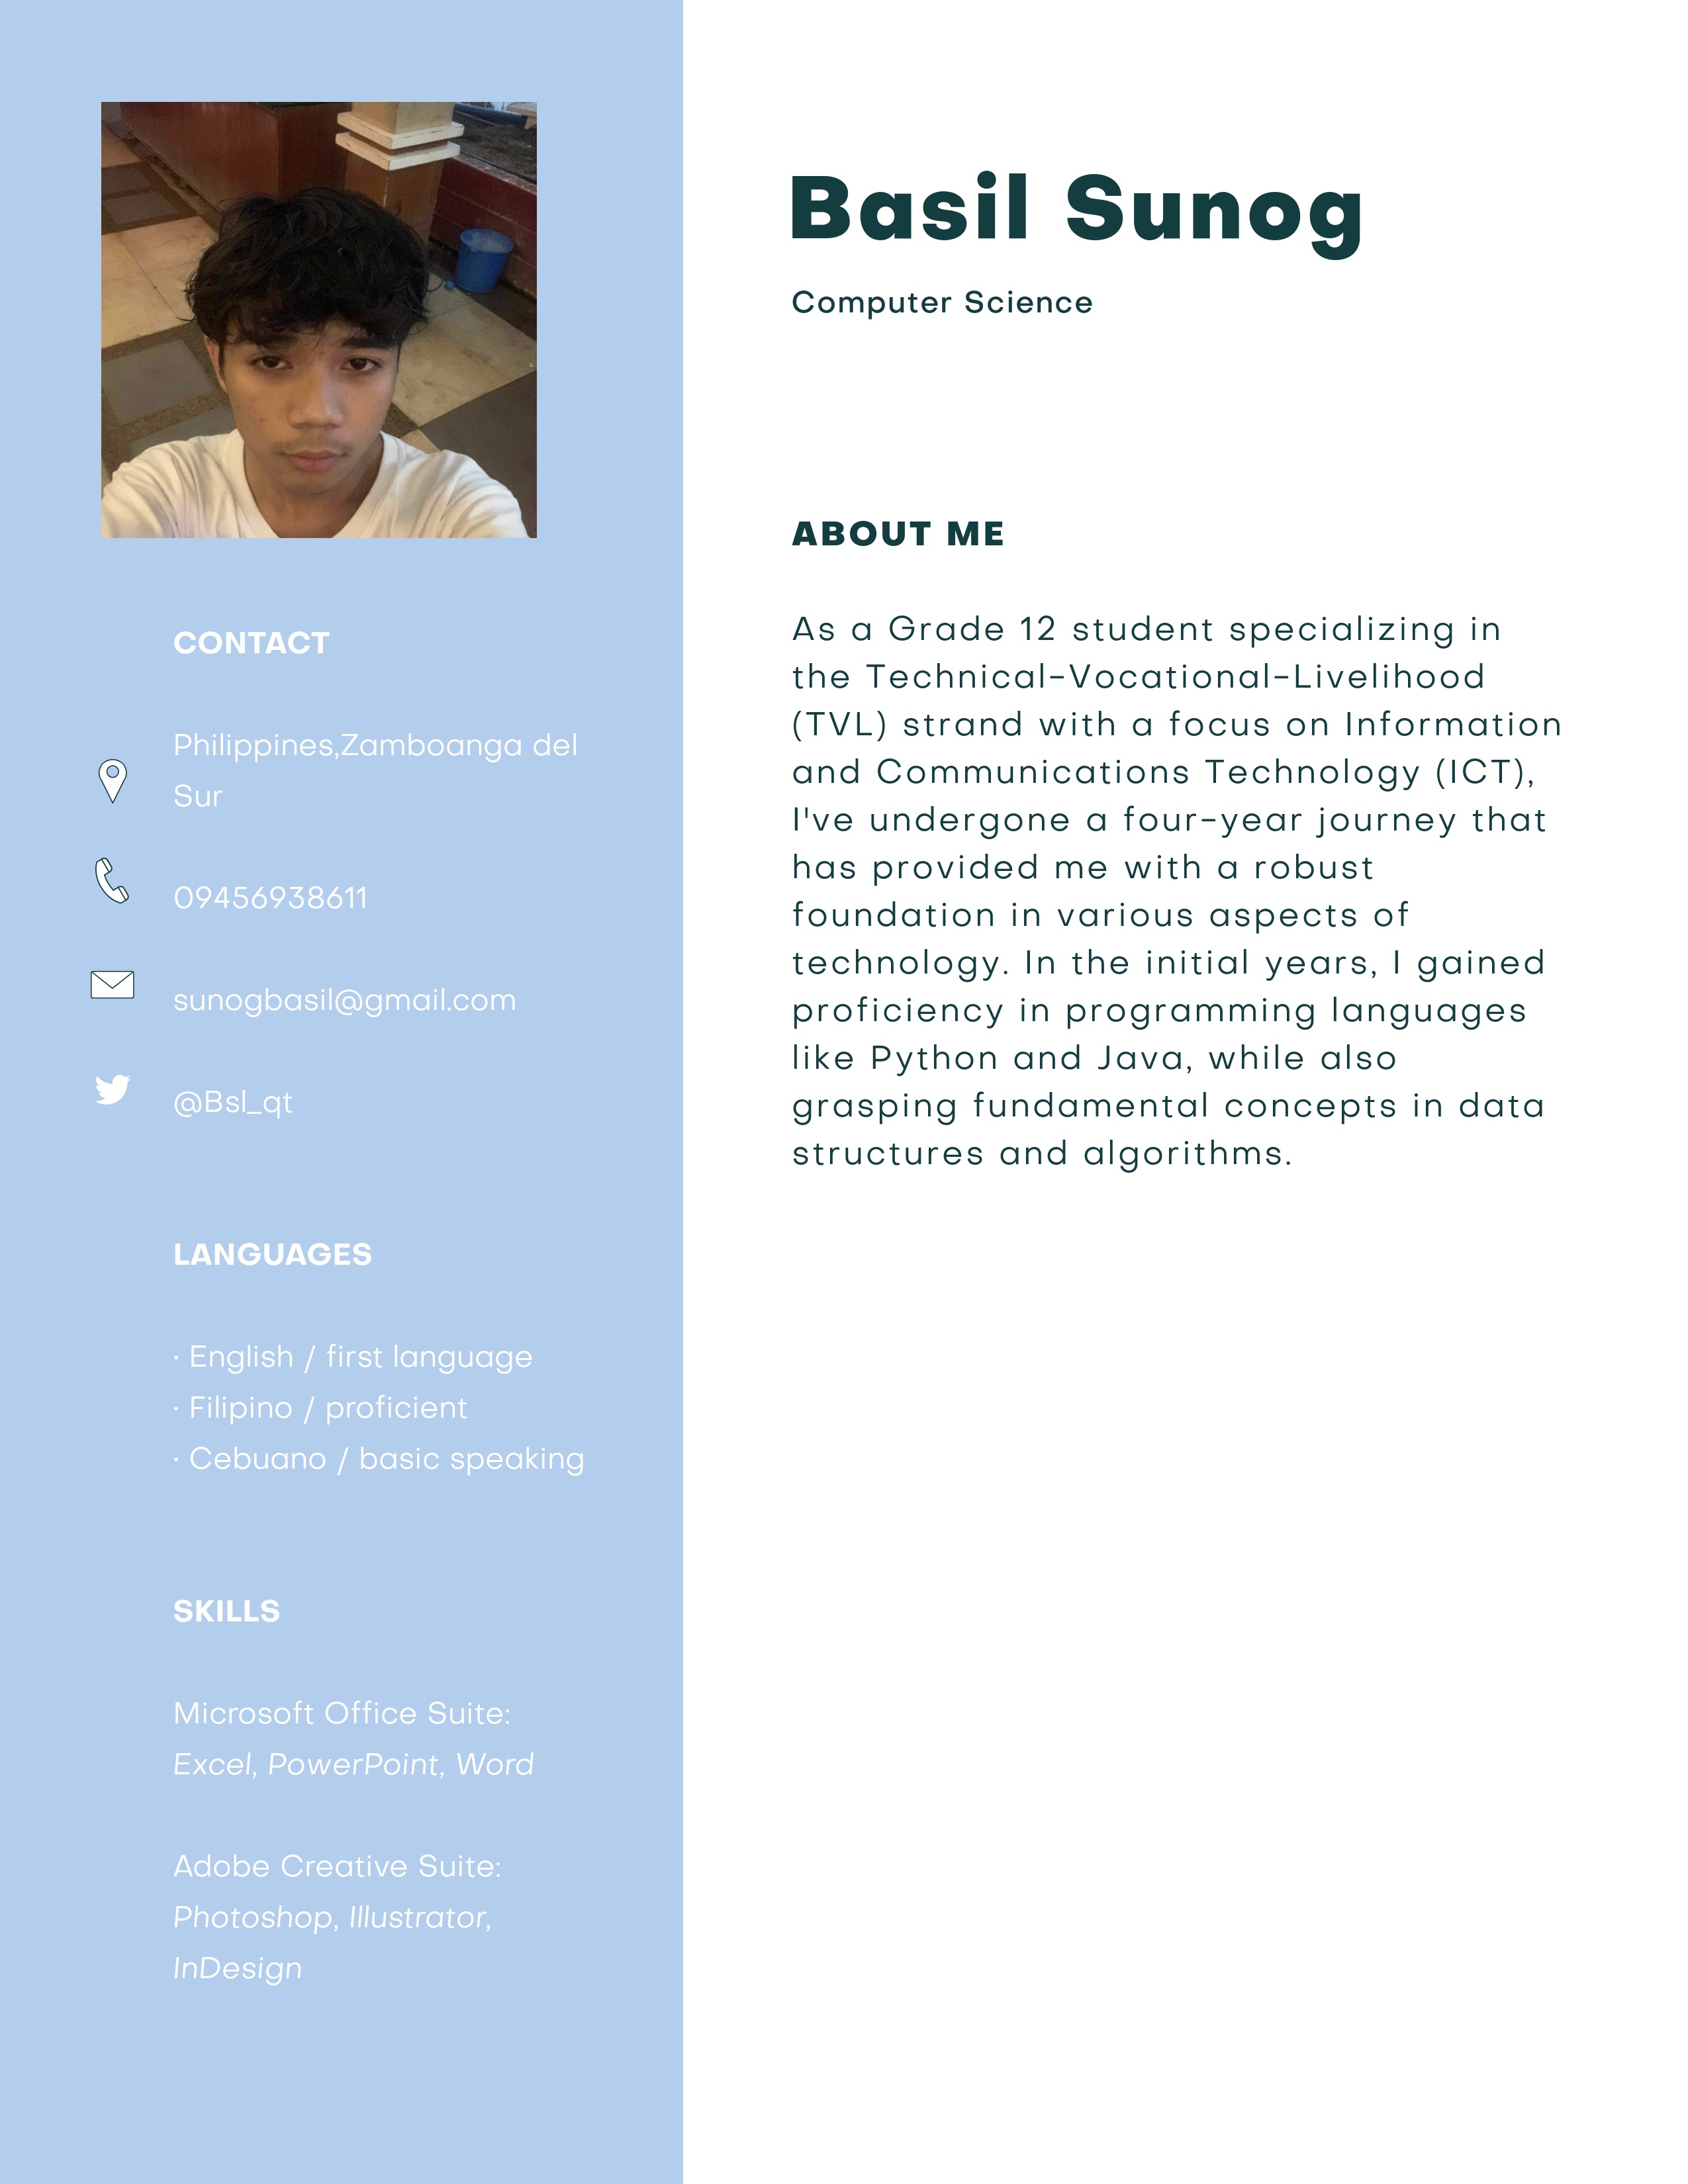 Basil Sunog
Computer Science
ABOUT ME
As a Grade 12 student specializing in
the Technical-Vocational-Livelihood
(TVL) strand with a focus on Information
and Communications Technology (ICT),
I've undergone a four-year journey that
has provided me with a robust
foundation in various aspects of
technology. In the initial years, I gained
proficiency in programming languages
like Python and Java, while also
grasping fundamental concepts in data
structures and algorithms.
CONTACT
Philippines,Zamboanga del
Sur
09456938611
sunogbasil@gmail.com
@Bsl_qt
LANGUAGES
· English / first language
· Filipino / proficient
· Cebuano / basic speaking
SKILLS
Microsoft Office Suite:
Excel, PowerPoint, Word
Adobe Creative Suite:
Photoshop, Illustrator,
InDesign